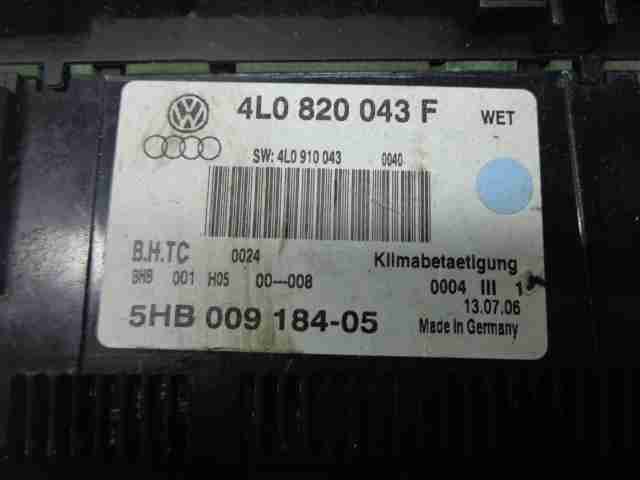 4L0 820 043 F WET
SW: 4L0 910 043 0040
B.H.TC 0024 Klimabetaetigung
BHB 001 H05 00-008 0004 III 1
13.07.06
5HB 009 184-05 Made in Germany